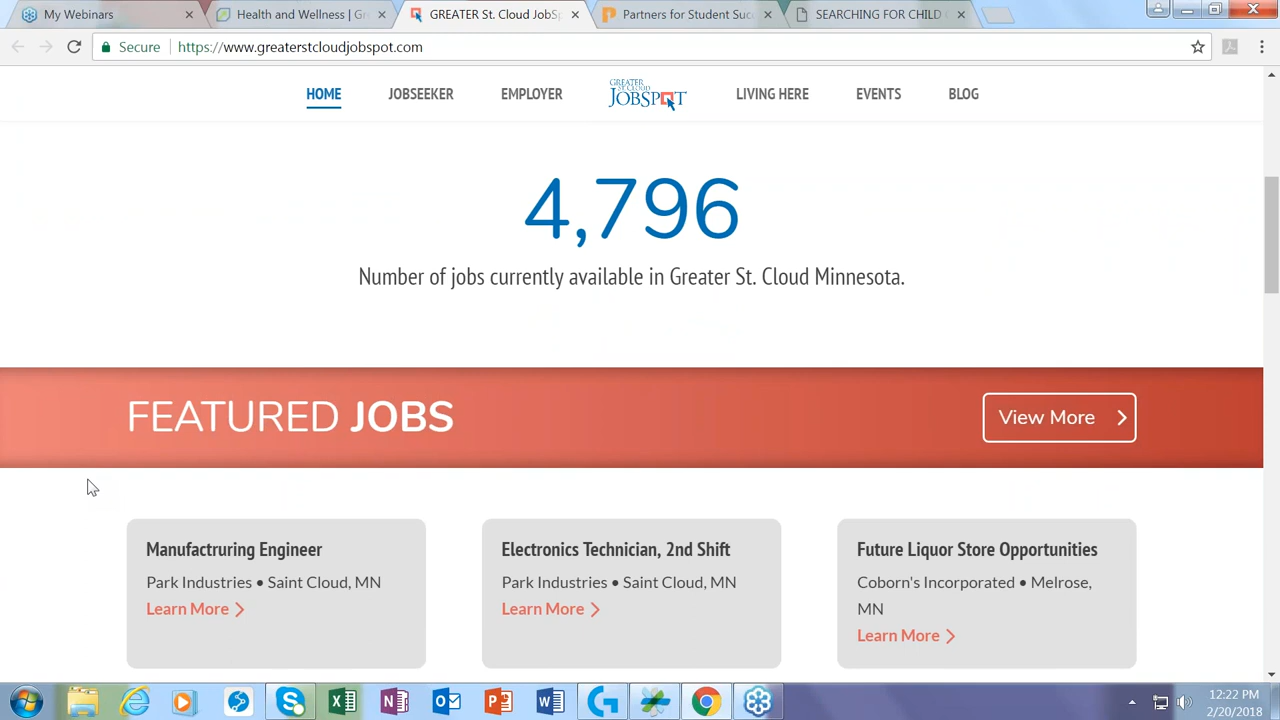 My Webinars
Health and Wellness | Gr
GREATER St. Cloud JobS
Partners for Student Suc
SEARCHING FOR CHILD
Secure
https://www.greaterstcloudjobspot.com
HOME
JOBSEEKER
EMPLOYER
GREATER
ST. CLOUD
JOBSPOT
LIVING HERE
EVENTS
BLOG
4,796
Number of jobs currently available in Greater St. Cloud Minnesota.
FEATURED JOBS
View More
Manufactruring Engineer
Park Industries • Saint Cloud, MN
Learn More
Electronics Technician, 2nd Shift
Park Industries • Saint Cloud, MN
Learn More
Future Liquor Store Opportunities
Coborn's Incorporated • Melrose,
MN
Learn More
12:22 PM
2/20/2018